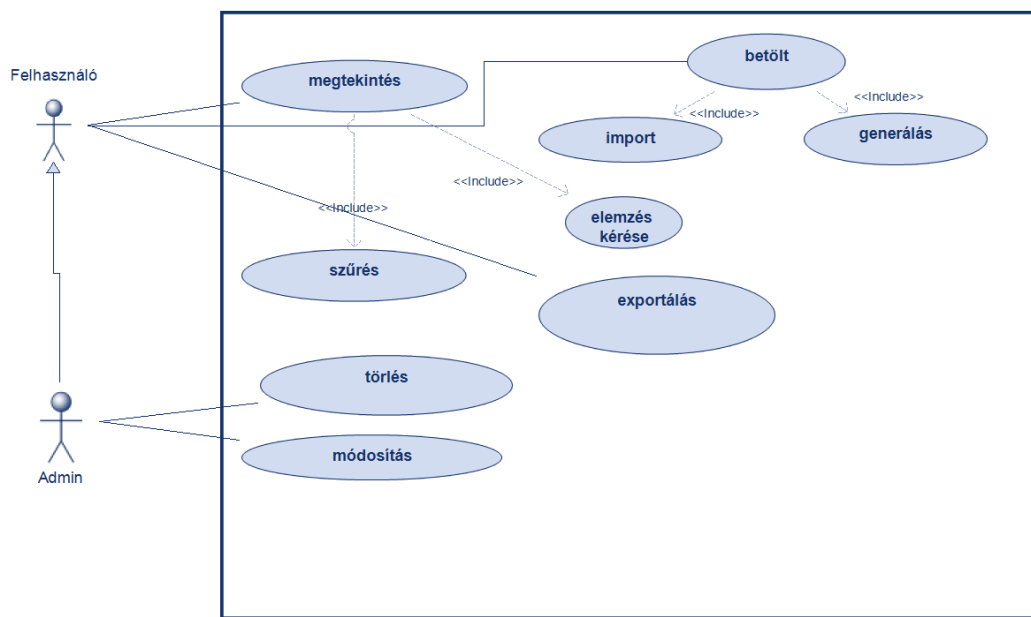 Felhasználó
megtekintés
betölt
<<Include>>
<<Include>>
import
generálás
<<Include>>
<<Include>>
elemzés
kérése
szűrés
exportálás
törlés
módosítás
Admin